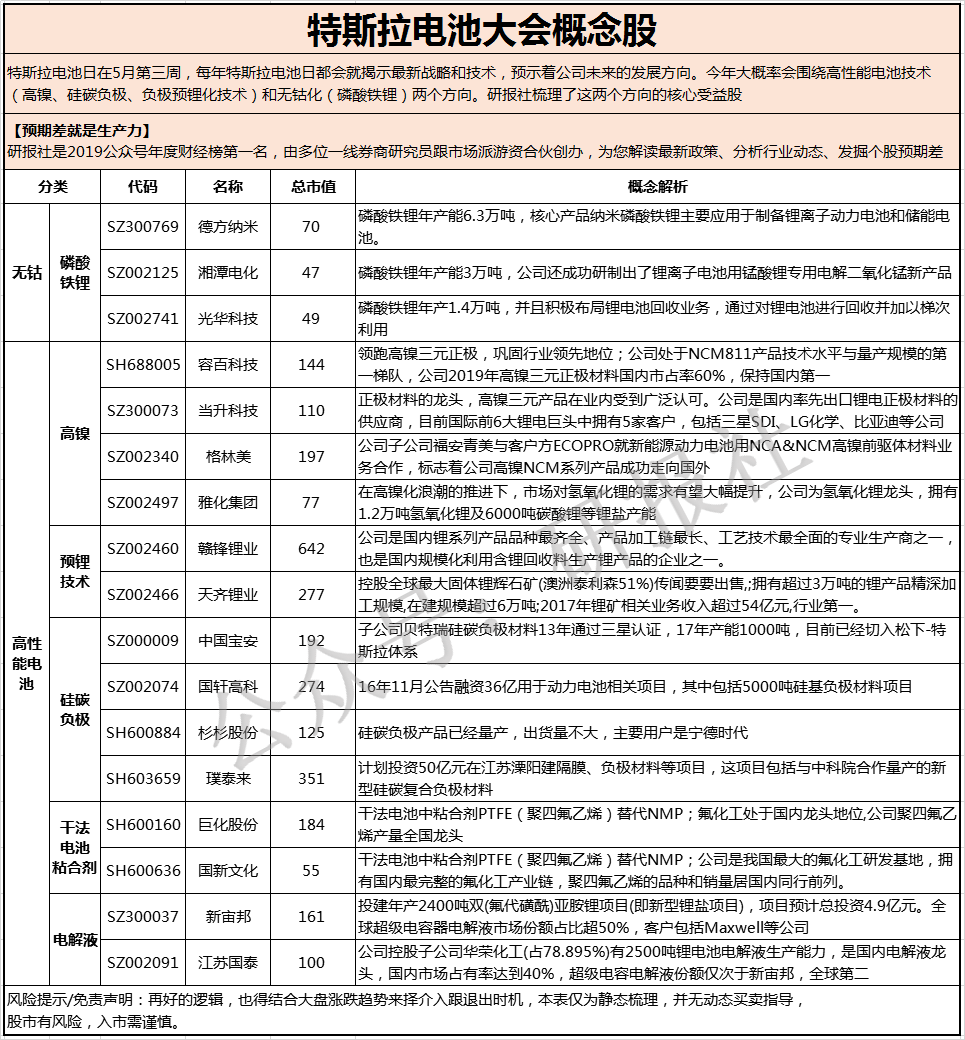 特斯拉电池大会概念股
特斯拉电池日在5月第三周，每年特斯拉电池日都会就揭示最新战略和技术，预示着公司未来的发展方向。今年大概率会围绕高性能电池技术
（高镍、硅碳负极、负极预锂化技术）和无钴化（磷酸铁锂）两个方向。研报社梳理了这两个方向的核心受益股
【预期差就是生产力】
研报社是2019公众号年度财经榜第一名，由多位一线券商研究员跟市场派游资合伙创办，为您解读最新政策、分析行业动态、发掘个股预期差
分类 代码 名称 总市值 概念解析
无钴
磷酸
铁锂
SZ300769 德方纳米 70 磷酸铁锂年产能6.3万吨，核心产品纳米磷酸铁锂主要应用于制备锂离子动力电池和储能电
池。
SZ002125 湘潭电化 47 磷酸铁锂年产能3万吨，公司还成功研制出了锂离子电池用锰酸锂专用电解二氧化锰新产品
SZ002741 光华科技 49 磷酸铁锂年产1.4万吨，并且积极布局锂电池回收业务，通过对锂电池进行回收并加以梯次
利用
高性
能电
池
高镍
SH688005 容百科技 144 领跑高镍三元正极，巩固行业领先地位；公司处于NCM811产品技术水平与量产规模的第
一梯队，公司2019年高镍三元正极材料国内市占率60%，保持国内第一
SZ300073 当升科技 110 正极材料的龙头，高镍三元产品在业内受到广泛认可。公司是国内率先出口锂电正极材料的
供应商，目前国际前6大锂电巨头中拥有5家客户，包括三星SDI、LG化学、比亚迪等公司
SZ002340 格林美 197 公司子公司福安青美与客户方ECOPRO就新能源动力电池用NCA&NCM高镍前驱体材料业
务合作，标志着公司高镍NCM系列产品成功走向国外
SZ002497 雅化集团 77 在高镍化浪潮的推进下，市场对氢氧化锂的需求有望大幅提升，公司为氢氧化锂龙头，拥有
1.2万吨氢氧化锂及6000吨碳酸锂等锂盐产能
预锂
技术
SZ002460 赣锋锂业 642 公司是国内锂系列产品品种最齐全、产品加工链最长、工艺技术最全面的专业生产商之一，
也是国内规模化利用含锂回收料生产锂产品的企业之一。
SZ002466 天齐锂业 277 控股全球最大固体锂辉石矿(澳洲泰利森51%)传闻要要出售,;拥有超过3万吨的锂产品精深加
工规模,在建规模超过6万吨;2017年锂矿相关业务收入超过54亿元,行业第一。
硅碳
负极
SZ000009 中国宝安 192 子公司贝特瑞硅碳负极材料13年通过三星认证，17年产能1000吨，目前已经切入松下-特
斯拉体系
SZ002074 国轩高科 274 16年11月公告融资36亿用于动力电池相关项目，其中包括5000吨硅基负极材料项目
SH600884 杉杉股份 125 硅碳负极产品已经量产，出货量不大，主要用户是宁德时代
SH603659 璞泰来 351 计划投资50亿元在江苏溧阳建隔膜、负极材料等项目，这项目包括与中科院合作量产的新
型硅碳复合负极材料
干法
电池
粘合剂
SH600160 巨化股份 184 干法电池中粘合剂PTFE（聚四氟乙烯）替代NMP；氟化工处于国内龙头地位,公司聚四氟乙
烯产量全国龙头
SH600636 国新文化 55 干法电池中粘合剂PTFE（聚四氟乙烯）替代NMP；公司是我国最大的氟化工研发基地，拥
有国内最完整的氟化工产业链，聚四氟乙烯的品种和销量居国内同行前列。
电解液
SZ300037 新宙邦 161 投建年产2400吨双(氟代磺酰)亚胺锂项目(即新型锂盐项目)，项目预计总投资4.9亿元。全
球超级电容器电解液市场份额占比超50%，客户包括Maxwell等公司
SZ002091 江苏国泰 100 公司控股子公司华荣化工(占78.895%)有2500吨锂电池电解液生产能力，是国内电解液龙
头，国内市场占有率达到40%，超级电容电解液份额仅次于新宙邦，全球第二
风险提示/免责声明：再好的逻辑，也得结合大盘涨跌趋势来择介入跟退出时机，本表仅为静态梳理，并无动态买卖指导，
股市有风险，入市需谨慎。
公众号：研报社